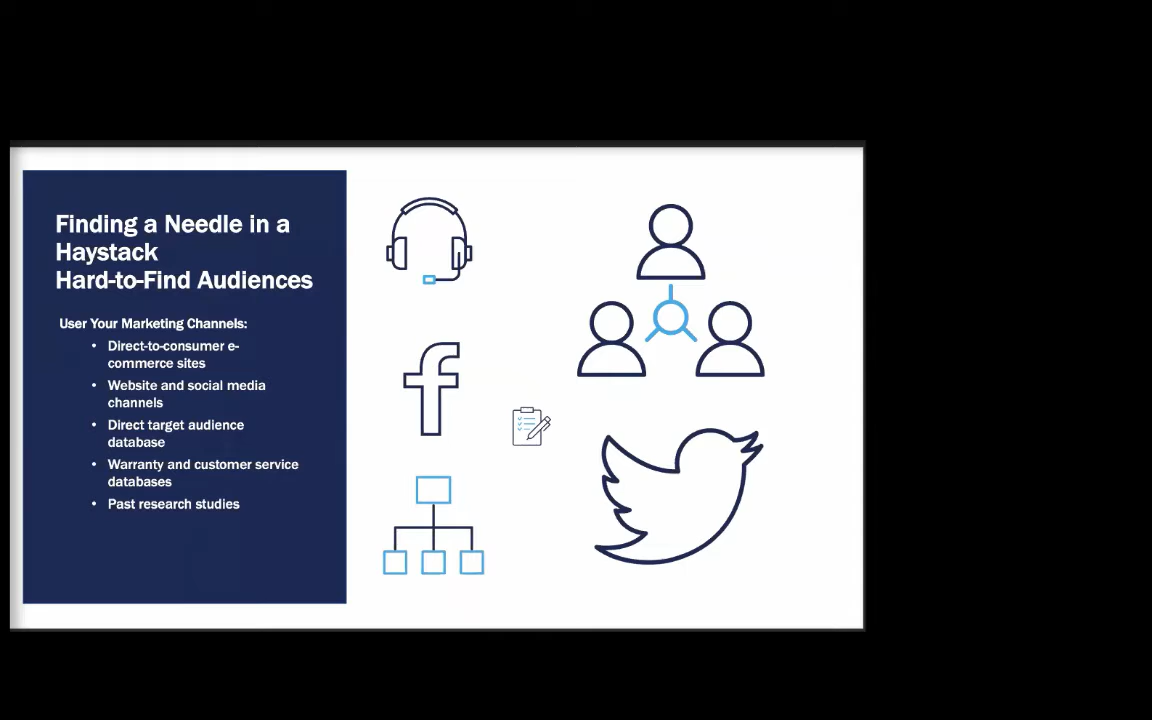 Finding a Needle in a
Haystack
Hard-to-Find Audiences
User Your Marketing Channels:
• Direct-to-consumer e-
commerce sites
• Website and social media
channels
• Direct target audience
database
• Warranty and customer service
databases
• Past research studies